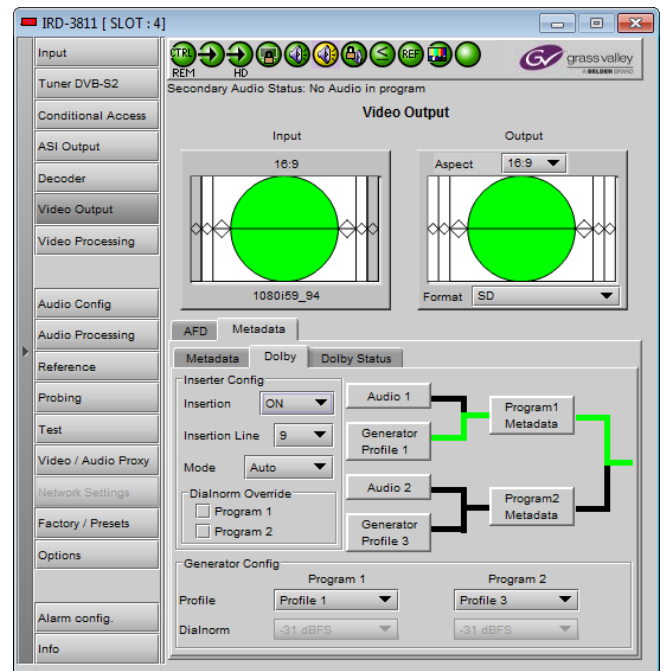 IRD-3811 [ SLOT : 4]
Input
Tuner DVB-S2
Conditional Access
ASI Output
Decoder
Video Output
Video Processing
Audio Config
Audio Processing
Reference
Probing
Test
Video / Audio Proxy
Network Settings
Factory / Presets
Options
Alarm config.
Info
CTRL
REM
HD
REF
GV
grass valley
A BELDEN BRAND
Secondary Audio Status: No Audio in program
Video Output
Input
16:9
1080i59_94
Output
Aspect 16:9
Format SD
AFD Metadata
Metadata Dolby Dolby Status
Inserter Config
Insertion ON
Insertion Line 9
Mode Auto
Dialnorm Override
Program 1
Program 2
Audio 1
Generator
Profile 1
Audio 2
Generator
Profile 3
Program1
Metadata
Program2
Metadata
Generator Config
Program 1 Program 2
Profile Profile 1 Profile 3
Dialnorm -31 dBFS -31 dBFS